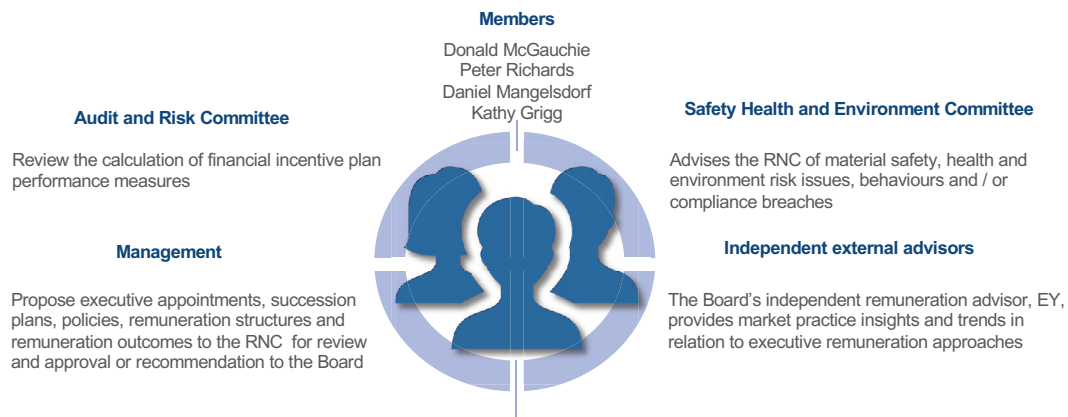 Members
Donald McGauchie
Peter Richards
Daniel Mangelsdorf
Kathy Grigg
Audit and Risk Committee
Review the calculation of financial incentive plan
performance measures
Safety Health and Environment Committee
Advises the RNC of material safety, health and
environment risk issues, behaviours and / or
compliance breaches
Management
Propose executive appointments, succession
plans, policies, remuneration structures and
remuneration outcomes to the RNC for review
and approval or recommendation to the Board
Independent external advisors
The Board's independent remuneration advisor, EY,
provides market practice insights and trends in
relation to executive remuneration approaches